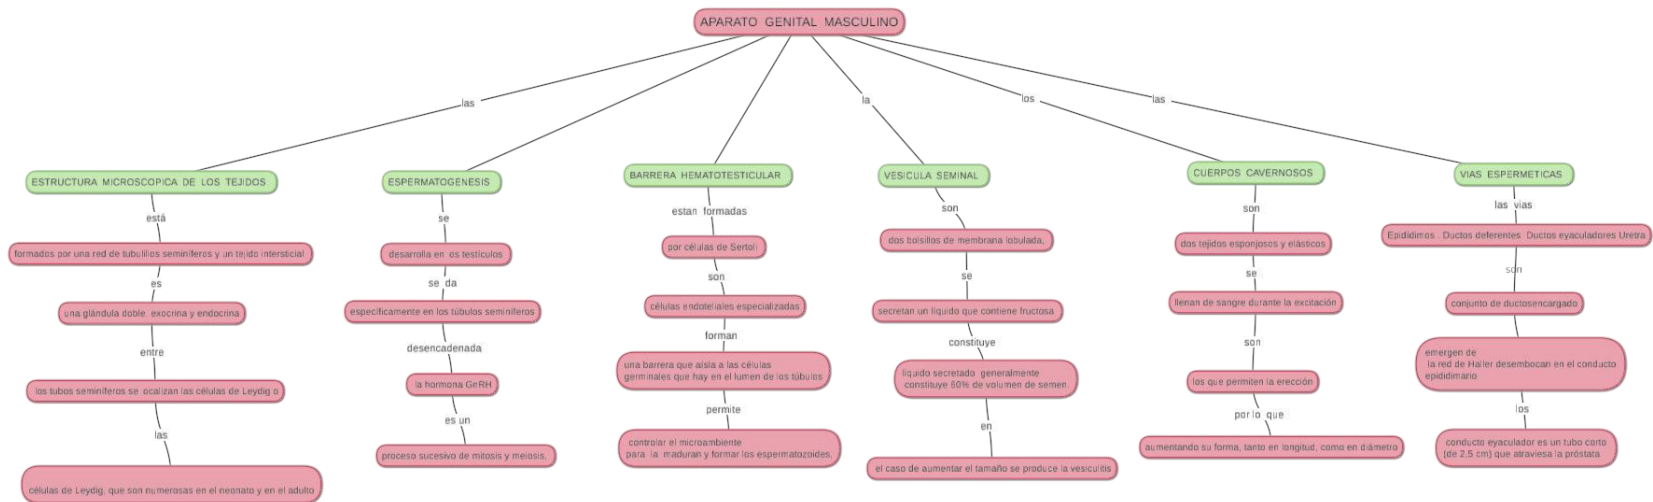 APARATO GENITAL MASCULINO
las
ESTRUCTURA MICROSCOPICA DE LOS TEJIDOS
está
formados por una red de tubulilios seminíferos y un tejido intersticial
es
una glándula doble. exocrina y endocrina
entre
los tubos seminíferos se ocalizan las células de Leydig o
las
células de Leydig, que son numerosas en el neonato y en el adulto
ESPERMATOGENESIS
se
desarrolla en os testículos
se da
específicamente en los túbulos seminíferos
desencadenada
la hormona GnRH
es un
proceso sucesivo de mitosis y meiosis,
BARRERA HEMATOTESTICULAR
estan formadas
por células de Sertoli
son
células endoteliales especializadas
forman
una barrera que aisla a las células
germinales que hay en el lumen de los túbulos
permite
controlar el microambiente
para la maduran y formar los espermatozoides,
la
VESICULA SEMINAL
son
dos bolsillos de membrana lobulada,
se
secretan un líquido que contiene fructosa
constituye
líquido secretado generalmente
constituye 60% de volumen de semen.
en
el caso de aumentar el tamaño se produce la vesiculitis
los
CUERPOS CAVERNOSOS
son
dos tejidos esponjosos y elásticos
se
llenan de sangre durante la excitación
son
los que permiten la erección
por lo que
aumentando su forma, tanto en longitud, como en diámetro
las
VIAS ESPERMETICAS
las vias
Epidídimos . Ductos deferentes Ductos eyaculadores Uretra
son
conjunto de ductosencargado
emergen de
la red de Haller desembocan en el conducto
epididimario
los
conducto eyaculador es un tubo corto
(de 2,5 cm) que atraviesa la próstata